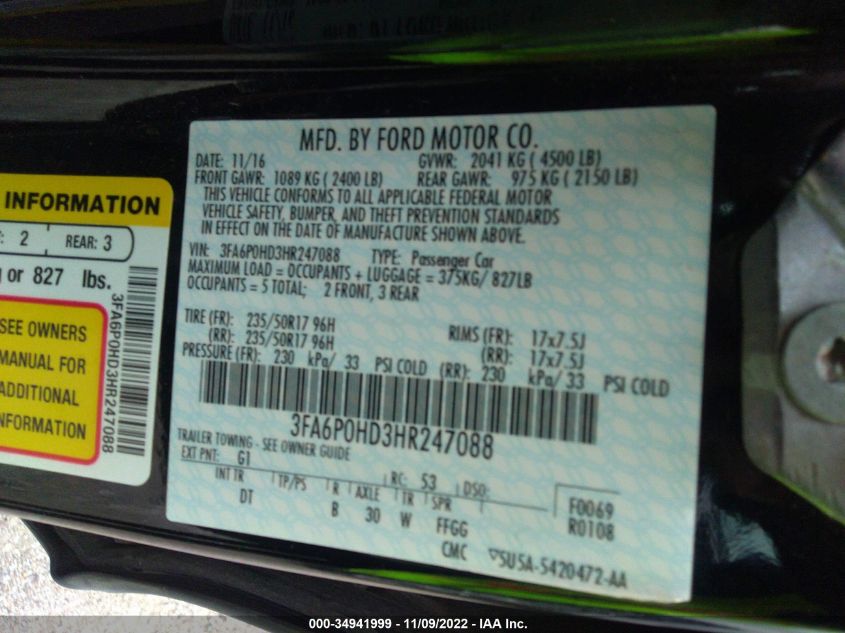 MFD. BY FORD MOTOR CO.
DATE: 11/16 GVWR: 2041 KG ( 4500 LB)
FRONT GAWR: 1089 KG ( 2400 LB) REAR GAWR: 975 KG ( 2150 LB)
THIS VEHICLE CONFORMS TO ALL APPLICABLE FEDERAL MOTOR
VEHICLE SAFETY, BUMPER, AND THEFT PREVENTION STANDARDS
IN EFFECT ON THE DATE OF MANUFACTURE SHOWN ABOVE.
VIN: 3FA6P0HD3HR247088 TYPE: Passenger Car
MAXIMUM LOAD = OCCUPANTS + LUGGAGE = 375KG/ 827LB
OCCUPANTS = 5 TOTAL; 2 FRONT, 3 REAR
TIRE (FR): 235/50R17 96H RIMS (FR): 17x7.5J
(RR): 235/50R17 96H (RR): 17x7.5J
PRESSURE (FR): 230 kPa/ 33 PSI COLD (RR): 230 kPa/ 33 PSI COLD
3FA6P0HD3HR247088
TRAILER TOWING - SEE OWNER GUIDE
EXT PNT: G1 RC: 53 DSO:
INT TR TP/PS R AXLE TR SPR F0069
DT B 30 W FFGG R0108
CMC 5U5A-5420472-AA
INFORMATION
2 REAR: 3
or 827 lbs.
SEE OWNERS
MANUAL FOR
ADDITIONAL
INFORMATION
3FA6P0HD3HR247088
000-34941999 - 11/09/2022 - IAA Inc.